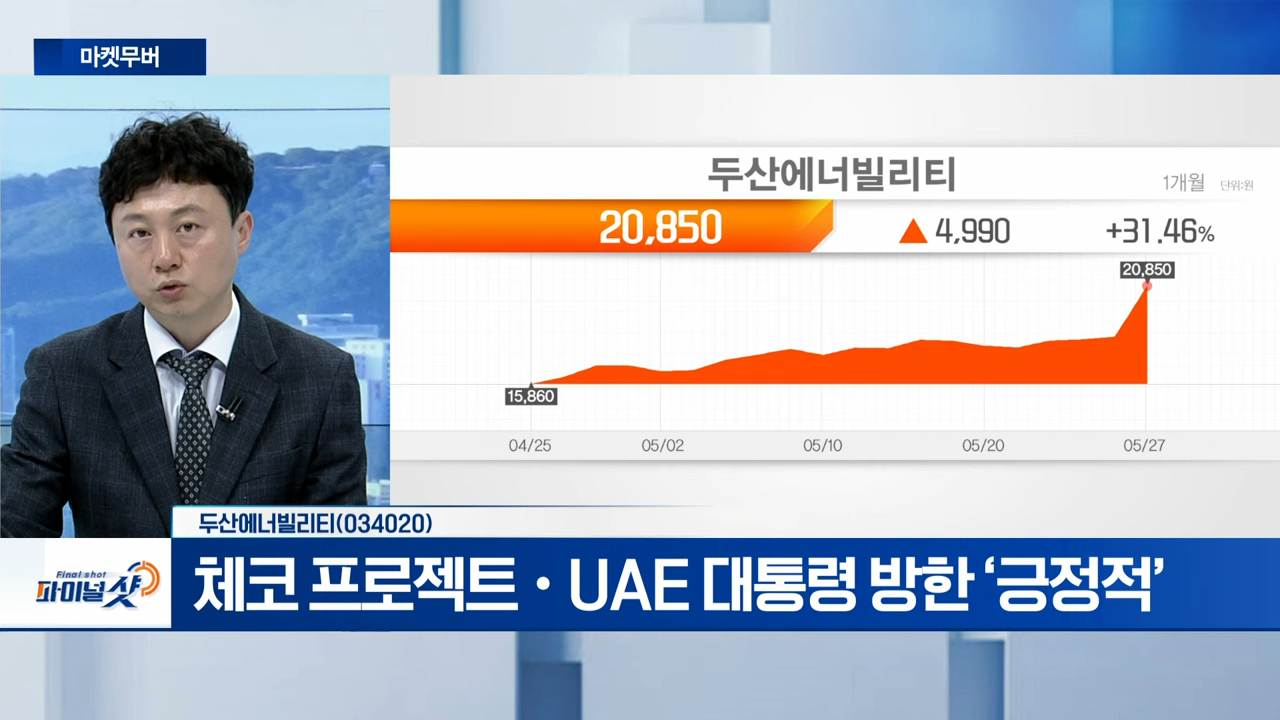 마켓무버
두산에너빌리티
1개월 단위:원
20,850 ▲ 4,990 +31.46%
20,850
15,860
04/25 05/02 05/10 05/20 05/27
두산에너빌리티(034020)
Final shot
파이널샷
체코 프로젝트·UAE 대통령 방한 ‘긍정적’